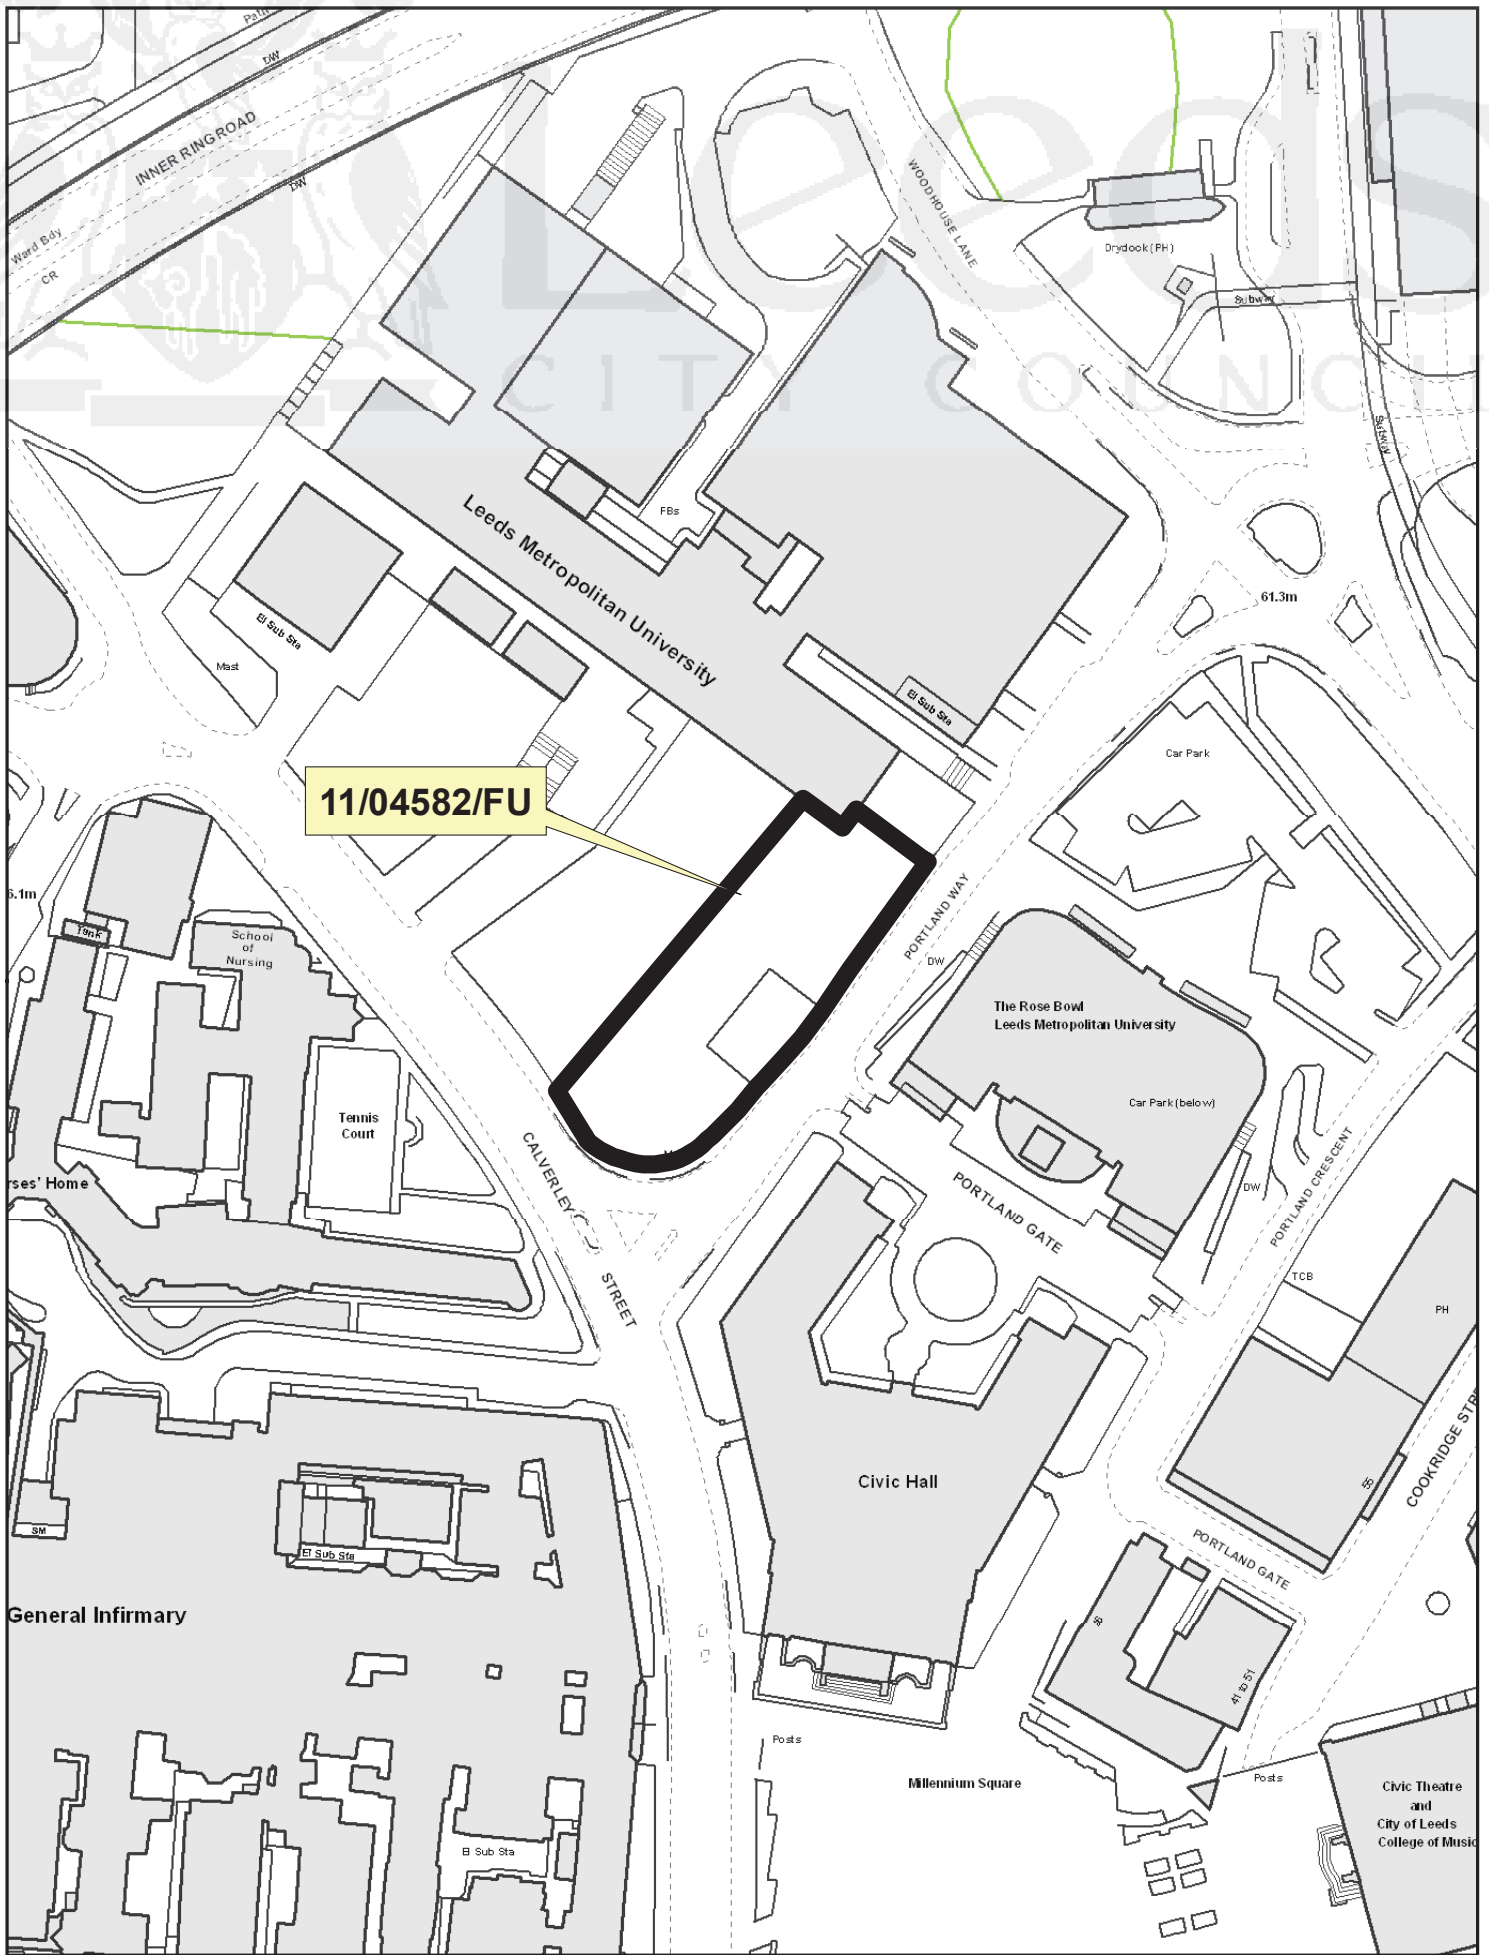 Leeds
CITY COUNCIL
Path
DW
INNER RING ROAD
DW
Ward Bdy
CR
WOODHOUSE LANE
Drydock (PH)
Subway
Subway
Leeds Metropolitan University
FBs
El Sub Sta
Mast
61.3m
El Sub Sta
Car Park
11/04582/FU
6.1m
Tank
School
of
Nursing
PORTLAND WAY
DW
The Rose Bowl
Leeds Metropolitan University
Car Park (below)
Tennis
Court
CALVERLEY STREET
rses' Home
PORTLAND GATE
DW
PORTLAND CRESCENT
TCB
PH
COOKRIDGE STRE
Civic Hall
55
SM
El Sub Sta
PORTLAND GATE
General Infirmary
41 to 51
Posts
Millennium Square
Posts
Civic Theatre
and
City of Leeds
College of Music
El Sub Sta